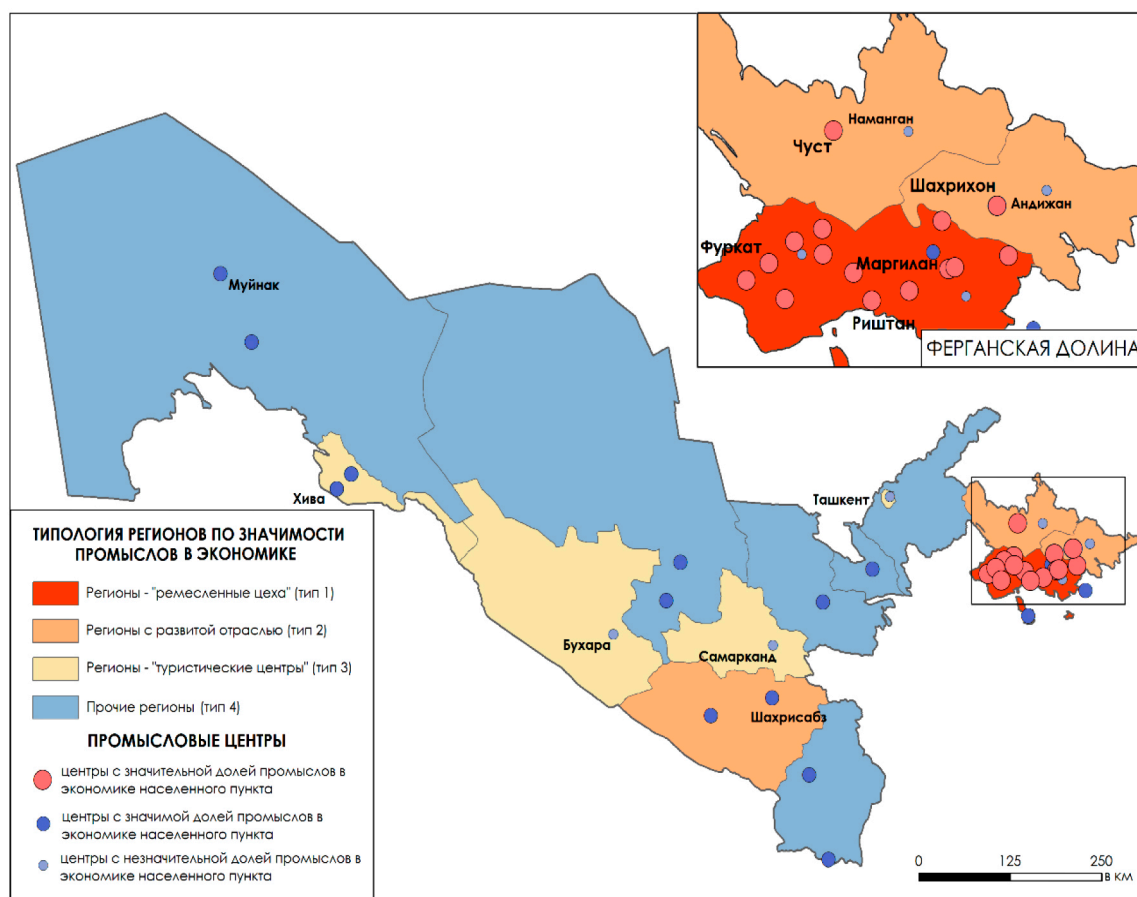 Наманган
Чуст
Шахрихон
Андижан
Фуркат
Маргилан
Риштан
ФЕРГАНСКАЯ ДОЛИНА
Муйнак
Хива
Ташкент
Бухара
Самарканд
Шахрисабз
ТИПОЛОГИЯ РЕГИОНОВ ПО ЗНАЧИМОСТИ
ПРОМЫСЛОВ В ЭКОНОМИКЕ
Регионы - "ремесленные цеха" (тип 1)
Регионы с развитой отраслью (тип 2)
Регионы - "туристические центры" (тип 3)
Прочие регионы (тип 4)
ПРОМЫСЛОВЫЕ ЦЕНТРЫ
центры с значительной долей промыслов в
экономике населенного пункта
центры с значимой долей промыслов в
экономике населенного пункта
центры с незначительной долей промыслов в
экономике населенного пункта
0 125 250
в км